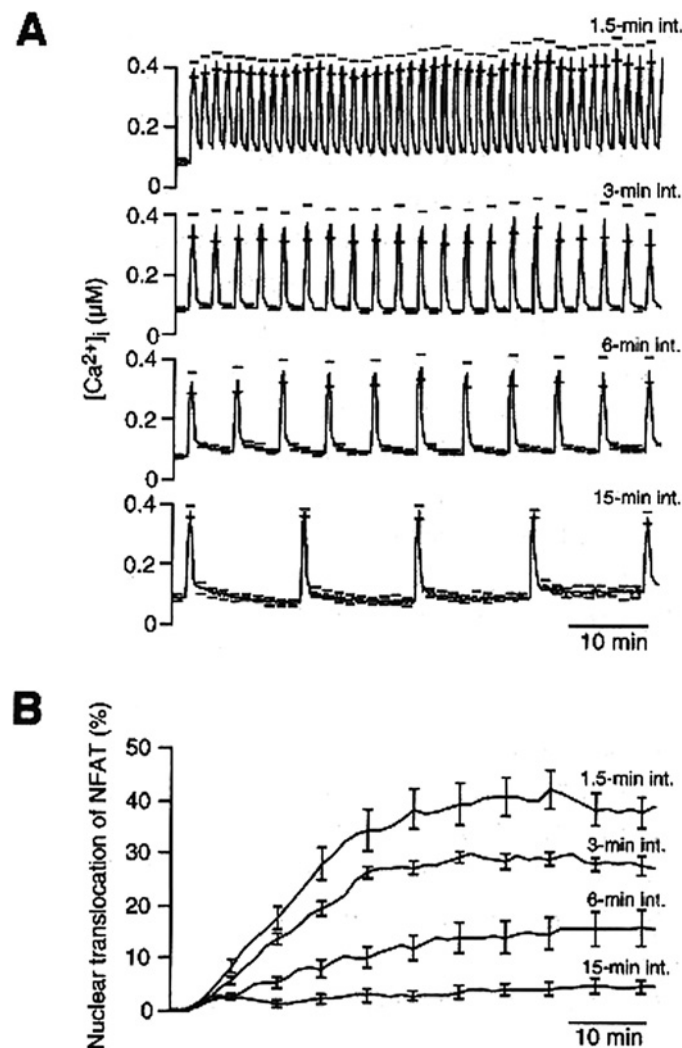 A
1.5-min int.
0.4
0.2
0
3-min int.
0.4
0.2
0
[Ca²⁺]i (μM)
6-min int.
0.4
0.2
0
15-min int.
0.4
0.2
0
10 min
B
Nuclear translocation of NFAT (%)
50
40
30
20
10
0
1.5-min int.
3-min int.
6-min int.
15-min int.
10 min